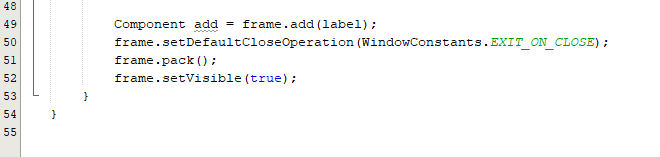 48
49 Component add = frame.add(label);
50 frame.setDefaultCloseOperation(WindowConstants.EXIT_ON_CLOSE);
51 frame.pack();
52 frame.setVisible(true);
53 }
54 }
55